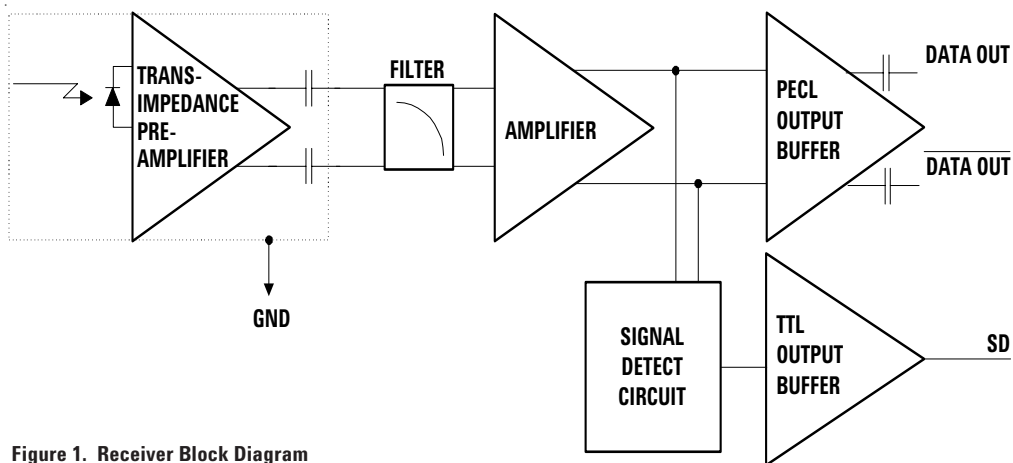 TRANS-
IMPEDANCE
PRE-
AMPLIFIER
FILTER
AMPLIFIER
PECL
OUTPUT
BUFFER
DATA OUT
DATA OUT
GND
SIGNAL
DETECT
CIRCUIT
TTL
OUTPUT
BUFFER
SD
Figure 1. Receiver Block Diagram